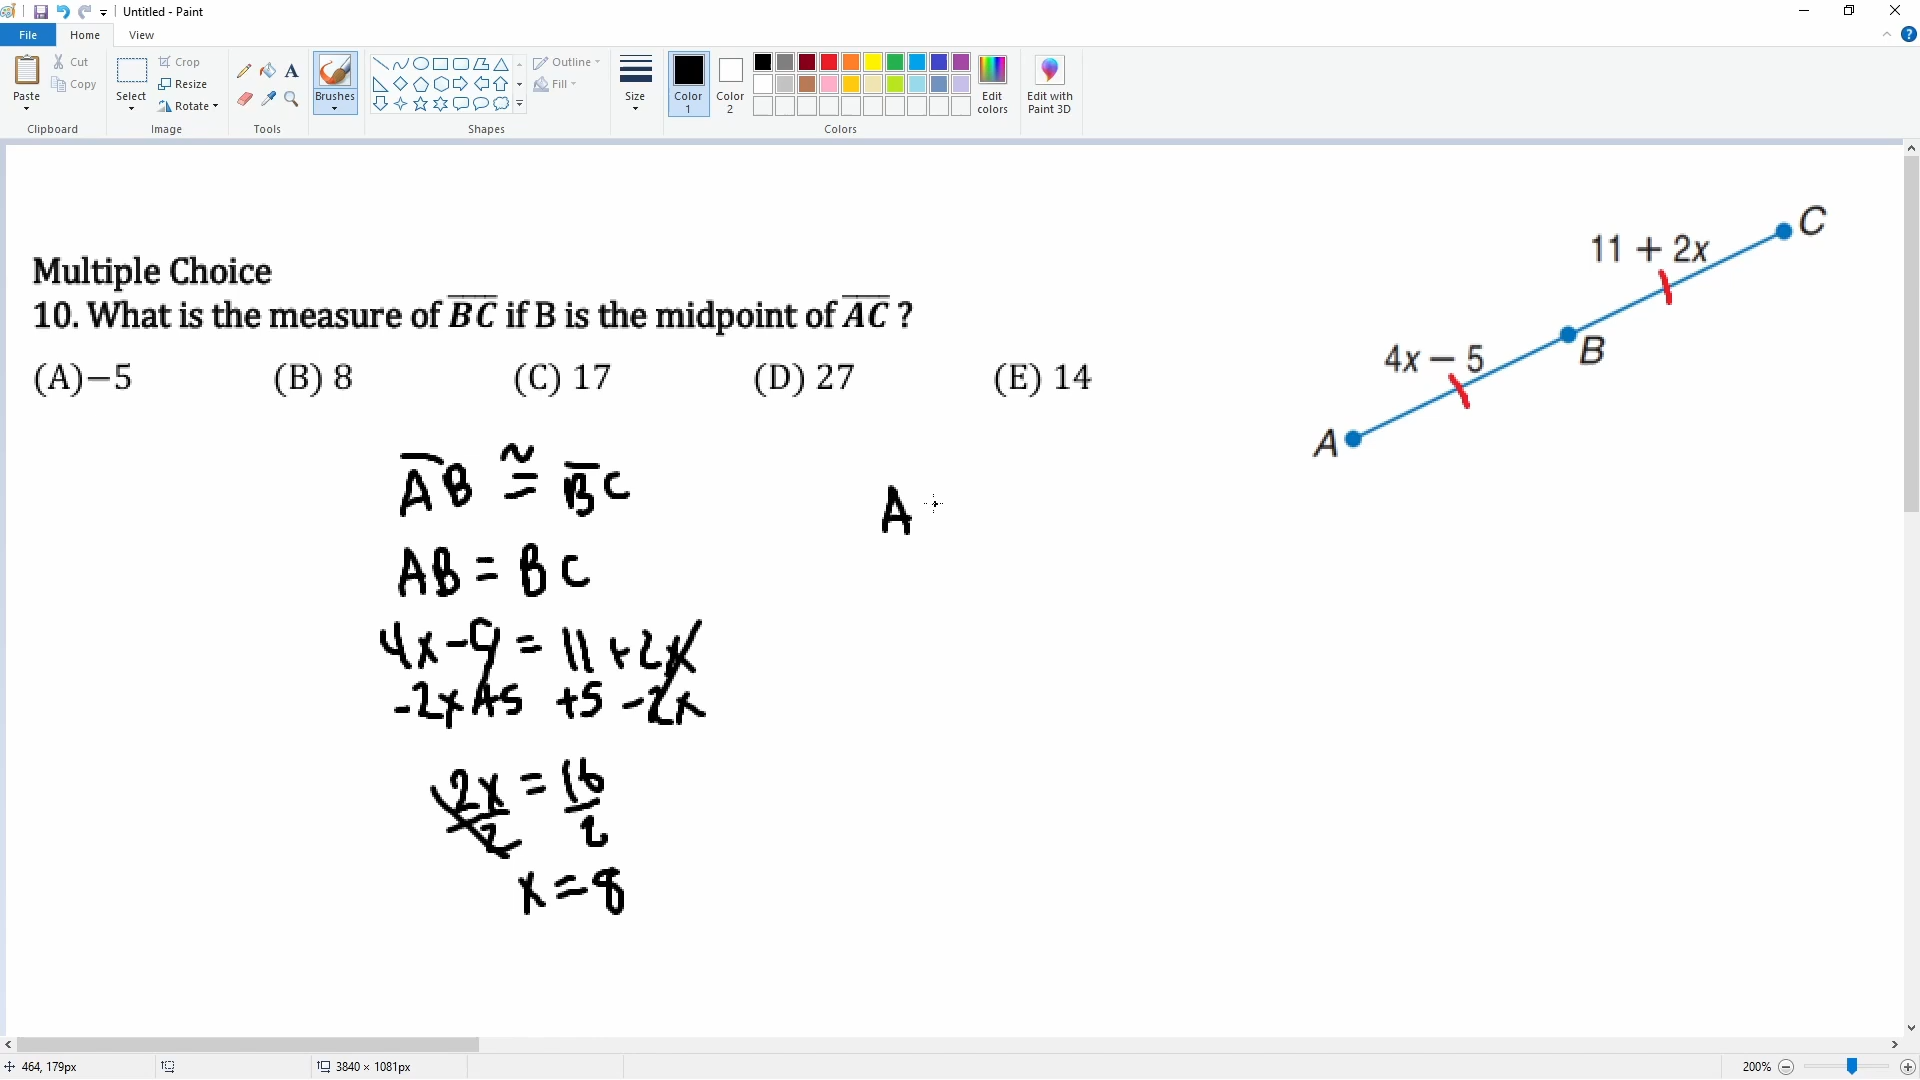 Untitled - Paint
File Home View
Paste Cut Copy Clipboard
Select Crop Resize Rotate Image
Tools
Brushes
Shapes
Outline Fill
Size
Color 1
Color 2
Edit colors
Edit with Paint 3D
Colors
Multiple Choice
10. What is the measure of BC if B is the midpoint of AC ?
(A)−5 (B) 8 (C) 17 (D) 27 (E) 14
C
11 + 2x
B
4x − 5
A
AB ≅ BC
A
AB = BC
4x-5 = 11+2x
-2x +5 +5 -2x
2x = 16
2 2
x = 8
464, 179px
3840 × 1081px
200%